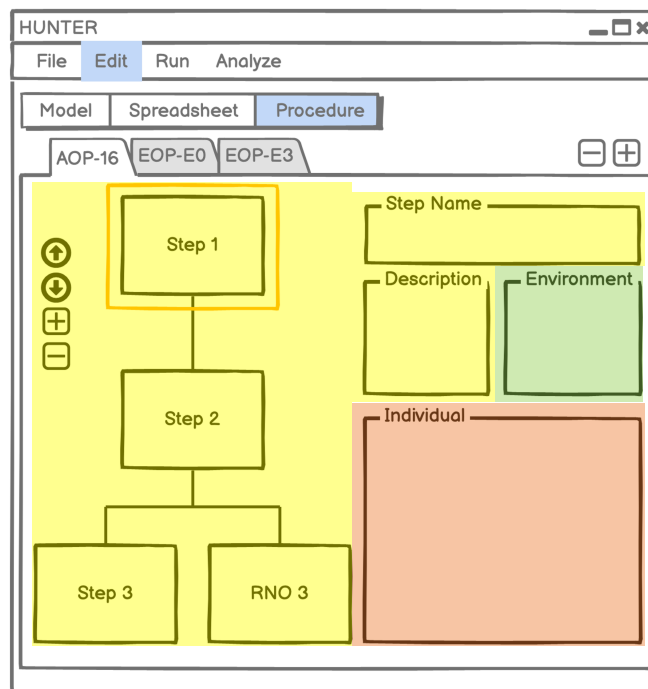 HUNTER
File Edit Run Analyze
Model Spreadsheet Procedure
AOP-16 EOP-E0 EOP-E3
Step Name
Step 1
Description Environment
Step 2 Individual
Step 3 RNO 3